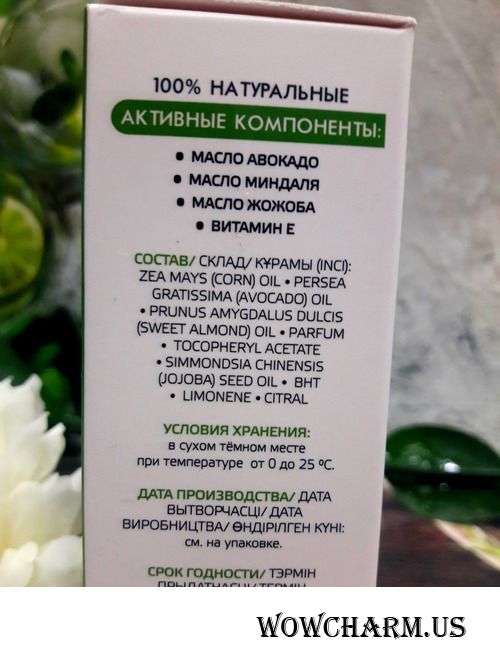 100% НАТУРАЛЬНЫЕ
АКТИВНЫЕ КОМПОНЕНТЫ:
• МАСЛО АВОКАДО
• МАСЛО МИНДАЛЯ
• МАСЛО ЖОЖОБА
• ВИТАМИН Е
СОСТАВ/ СКЛАД/ ҚҰРАМЫ (INCI):
ZEA MAYS (CORN) OIL • PERSEA
GRATISSIMA (AVOCADO) OIL
• PRUNUS AMYGDALUS DULCIS
(SWEET ALMOND) OIL • PARFUM
• TOCOPHERYL ACETATE
• SIMMONDSIA CHINENSIS
(JOJOBA) SEED OIL • BHT
• LIMONENE • CITRAL
УСЛОВИЯ ХРАНЕНИЯ:
в сухом тёмном месте
при температуре от 0 до 25 ºС.
ДАТА ПРОИЗВОДСТВА/ ДАТА
ВЫТВОРЧАСЦІ/ ДАТА
ВИРОБНИЦТВА/ ӨНДІРІЛГЕН КҮНІ:
см. на упаковке.
СРОК ГОДНОСТИ/ ТЭРМІН
WOWCHARM.US